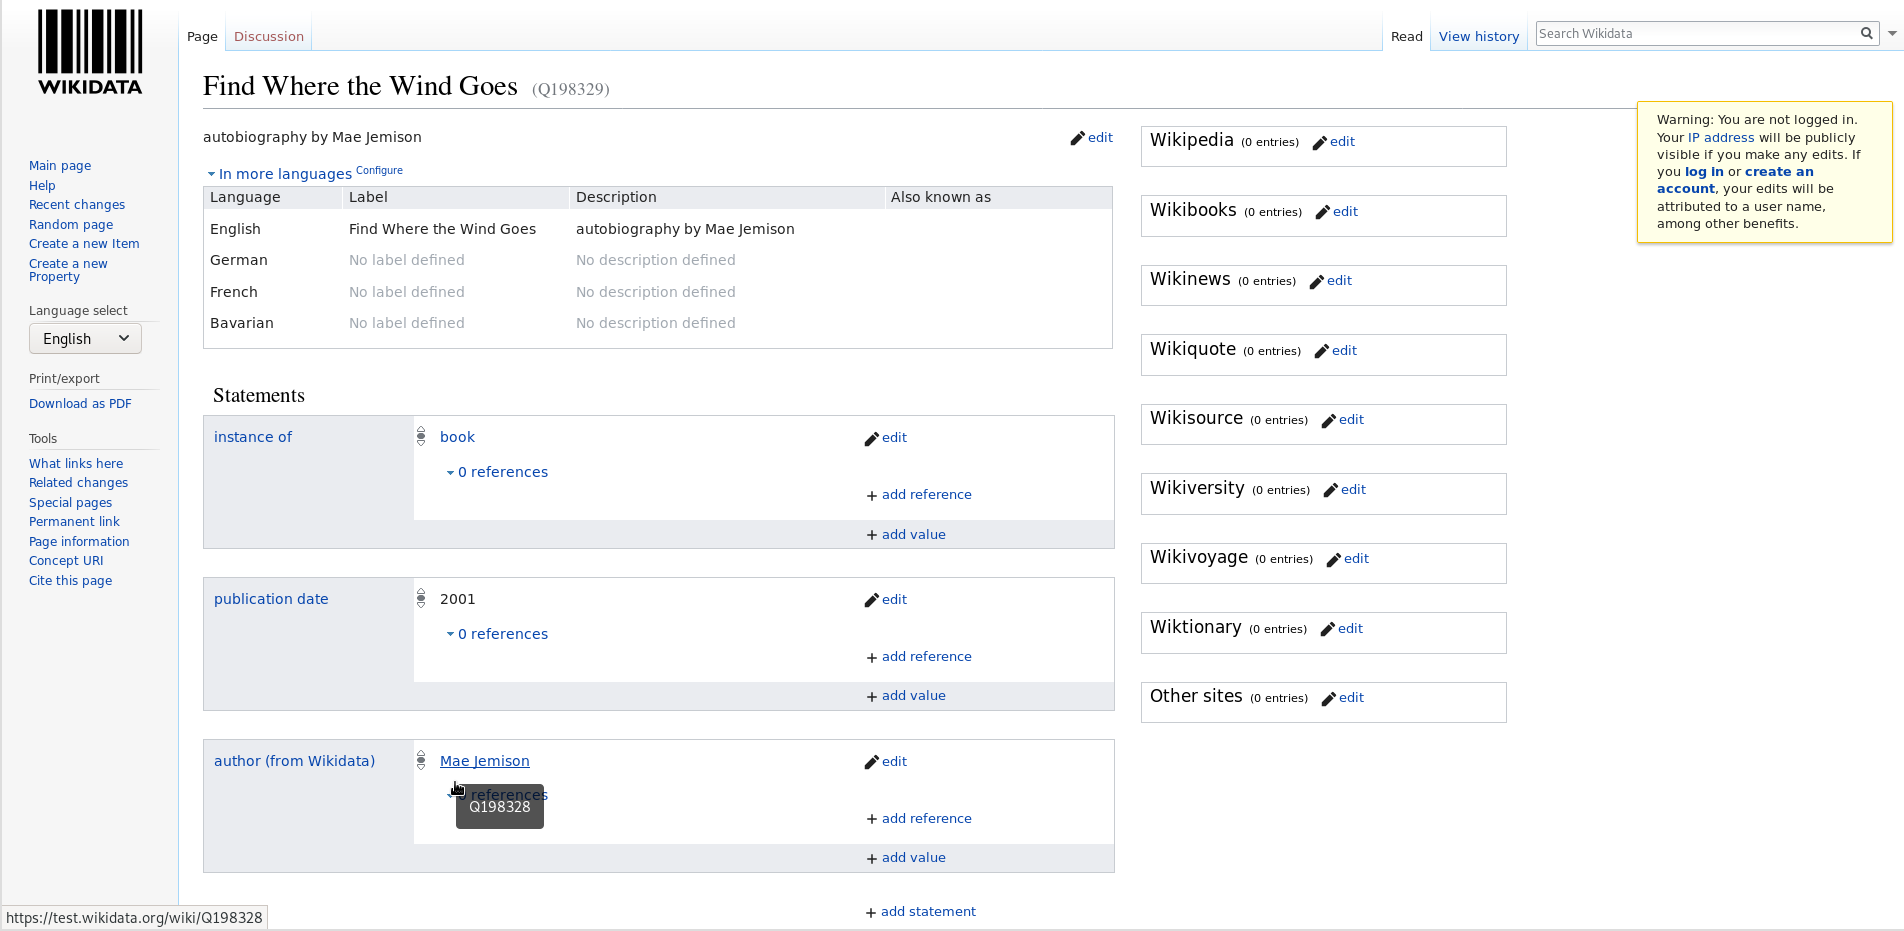 WIKIDATA
Main page
Help
Recent changes
Random page
Create a new Item
Create a new
Property
Language select
English
Print/export
Download as PDF
Tools
What links here
Related changes
Special pages
Permanent link
Page information
Concept URI
Cite this page
Page Discussion
Read View history Search Wikidata
Find Where the Wind Goes (Q198329)
autobiography by Mae Jemison edit
In more languages Configure
Language Label Description Also known as
English Find Where the Wind Goes autobiography by Mae Jemison
German No label defined No description defined
French No label defined No description defined
Bavarian No label defined No description defined
Statements
instance of book edit
0 references
+ add reference
+ add value
publication date 2001 edit
0 references
+ add reference
+ add value
author (from Wikidata) Mae Jemison edit
0 references
Q198328
+ add reference
+ add value
+ add statement
Wikipedia (0 entries) edit
Wikibooks (0 entries) edit
Wikinews (0 entries) edit
Wikiquote (0 entries) edit
Wikisource (0 entries) edit
Wikiversity (0 entries) edit
Wikivoyage (0 entries) edit
Wiktionary (0 entries) edit
Other sites (0 entries) edit
Warning: You are not logged in.
Your IP address will be publicly
visible if you make any edits. If
you log in or create an
account, your edits will be
attributed to a user name,
among other benefits.
https://test.wikidata.org/wiki/Q198328